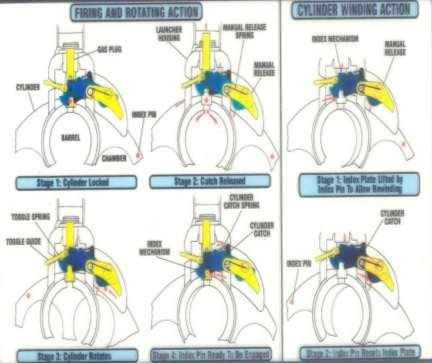 FIRING AND ROTATING ACTION
GAS PLUG
CYLINDER
BARREL
INDEX PIN
CHAMBER
Stage 1: Cylinder Locked
LAUNCHER
HOUSING
MANUAL RELEASE
SPRING
MANUAL
RELEASE
Stage 2: Catch Released
TOGGLE SPRING
TOGGLE GUIDE
Stage 3: Cylinder Rotates
CYLINDER
CATCH SPRING
CYLINDER
CATCH
INDEX
MECHANISM
Stage 4: Index Pin Ready To Be Engaged
CYLINDER WINDING ACTION
INDEX MECHANISM
MANUAL
RELEASE
Stage 1: Index Plate Lifted by
Index Pin To Allow Rewinding
CYLINDER
CATCH
INDEX PIN
Stage 2: Index Pin Resets Index Plate